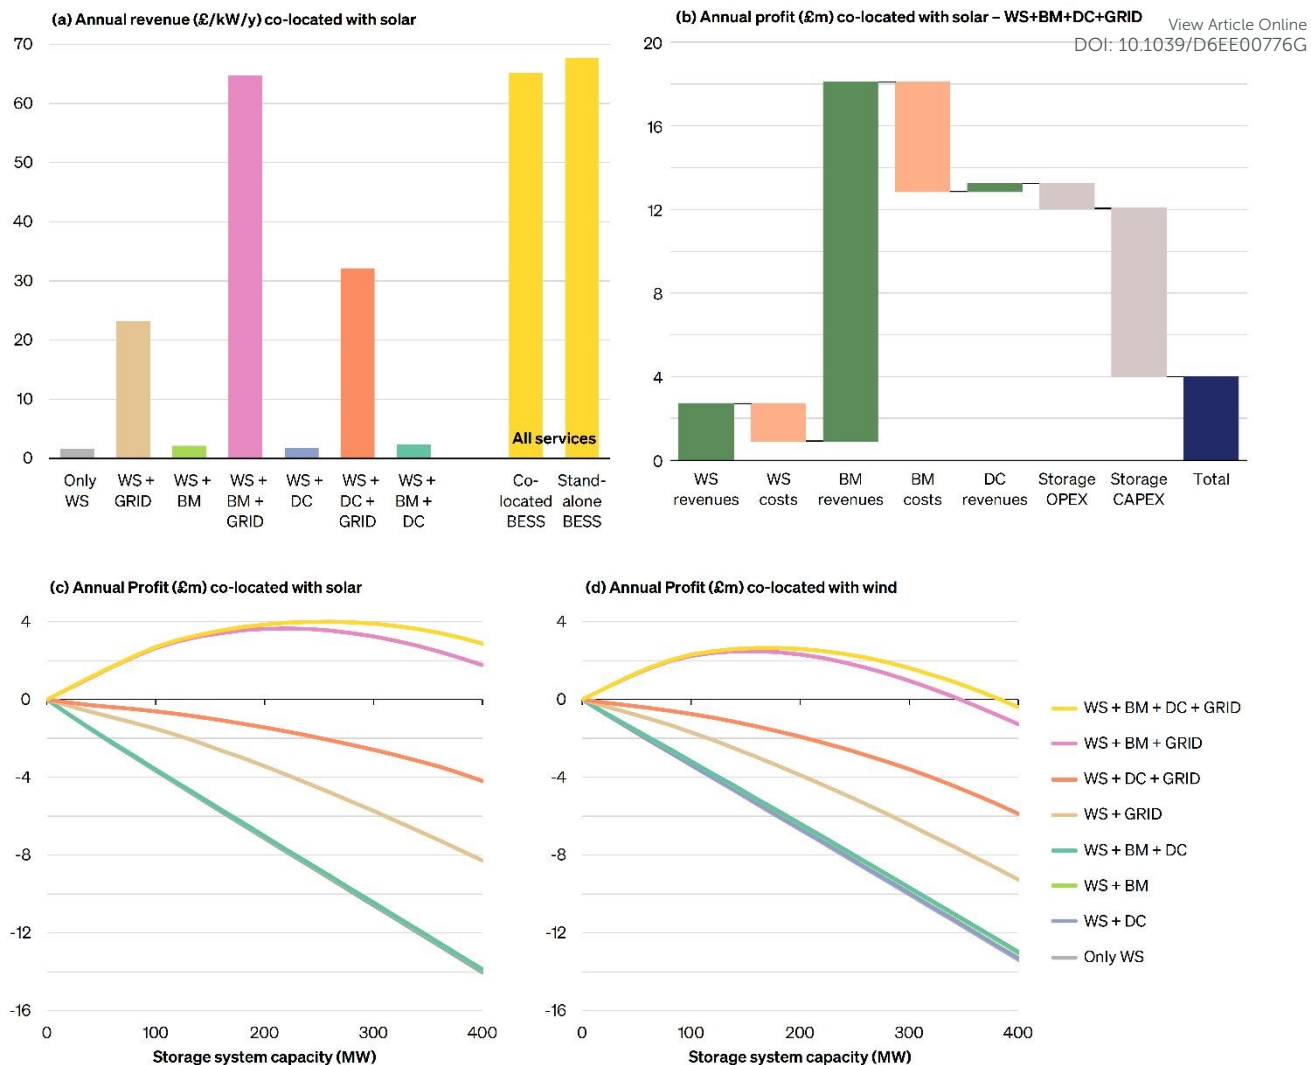 (a) Annual revenue (£/kW/y) co-located with solar
70
60
50
40
30
20
10
0
All services
Only WS
WS + GRID
WS + BM
WS + BM + GRID
WS + DC
WS + DC + GRID
WS + BM + DC
Co-located BESS
Stand-alone BESS
(b) Annual profit (£m) co-located with solar – WS+BM+DC+GRID
View Article Online
DOI: 10.1039/D6EE00776G
20
16
12
8
4
0
WS revenues
WS costs
BM revenues
BM costs
DC revenues
Storage OPEX
Storage CAPEX
Total
(c) Annual Profit (£m) co-located with solar
4
0
-4
-8
-12
-16
0
100
200
300
400
Storage system capacity (MW)
(d) Annual Profit (£m) co-located with wind
4
0
-4
-8
-12
-16
0
100
200
300
400
Storage system capacity (MW)
WS + BM + DC + GRID
WS + BM + GRID
WS + DC + GRID
WS + GRID
WS + BM + DC
WS + BM
WS + DC
Only WS